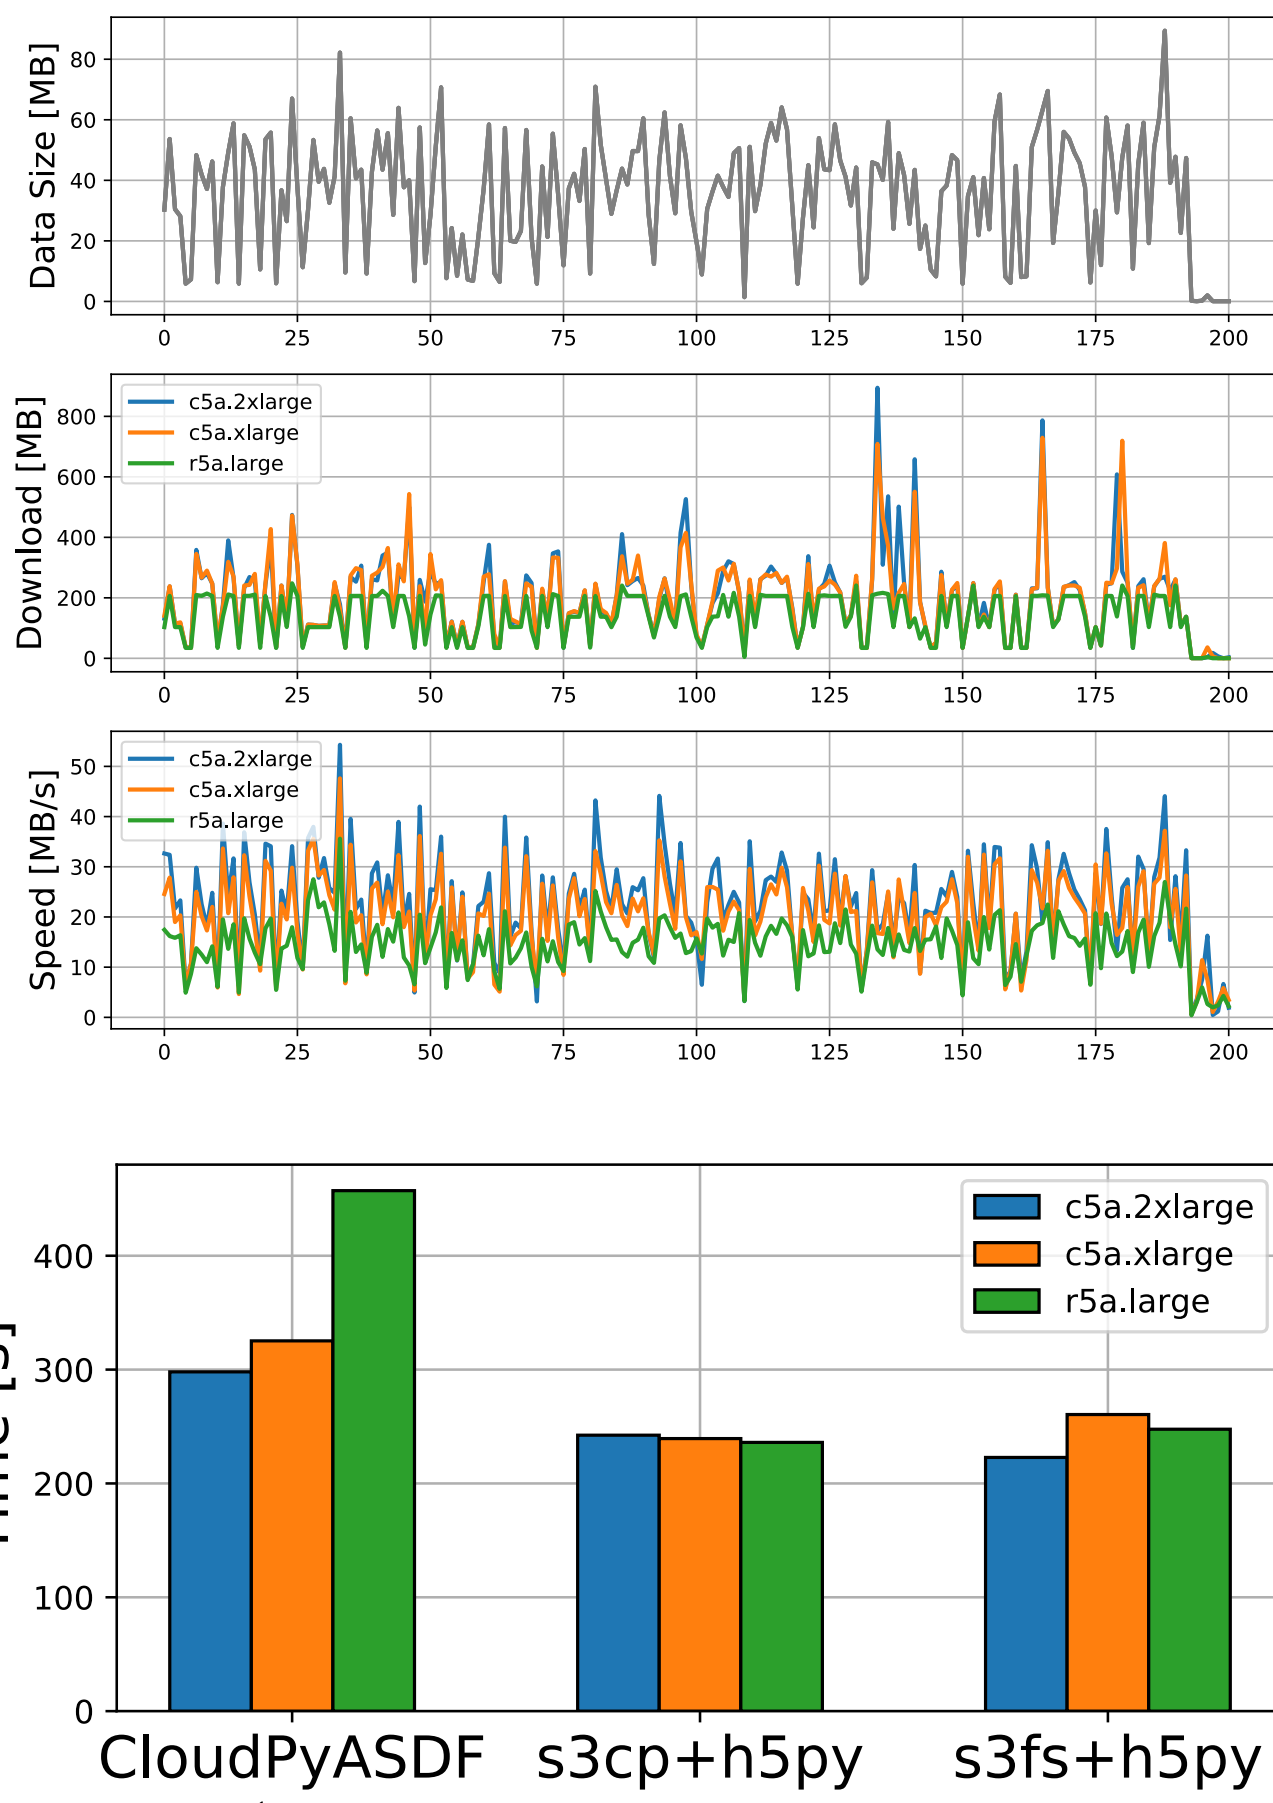 Data Size [MB]
80
60
40
20
0
0 25 50 75 100 125 150 175 200
Download [MB]
800
600
400
200
0
c5a.2xlarge
c5a.xlarge
r5a.large
0 25 50 75 100 125 150 175 200
Speed [MB/s]
50
40
30
20
10
0
c5a.2xlarge
c5a.xlarge
r5a.large
0 25 50 75 100 125 150 175 200
400
300
200
100
0
c5a.2xlarge
c5a.xlarge
r5a.large
CloudPyASDF s3cp+h5py s3fs+h5py